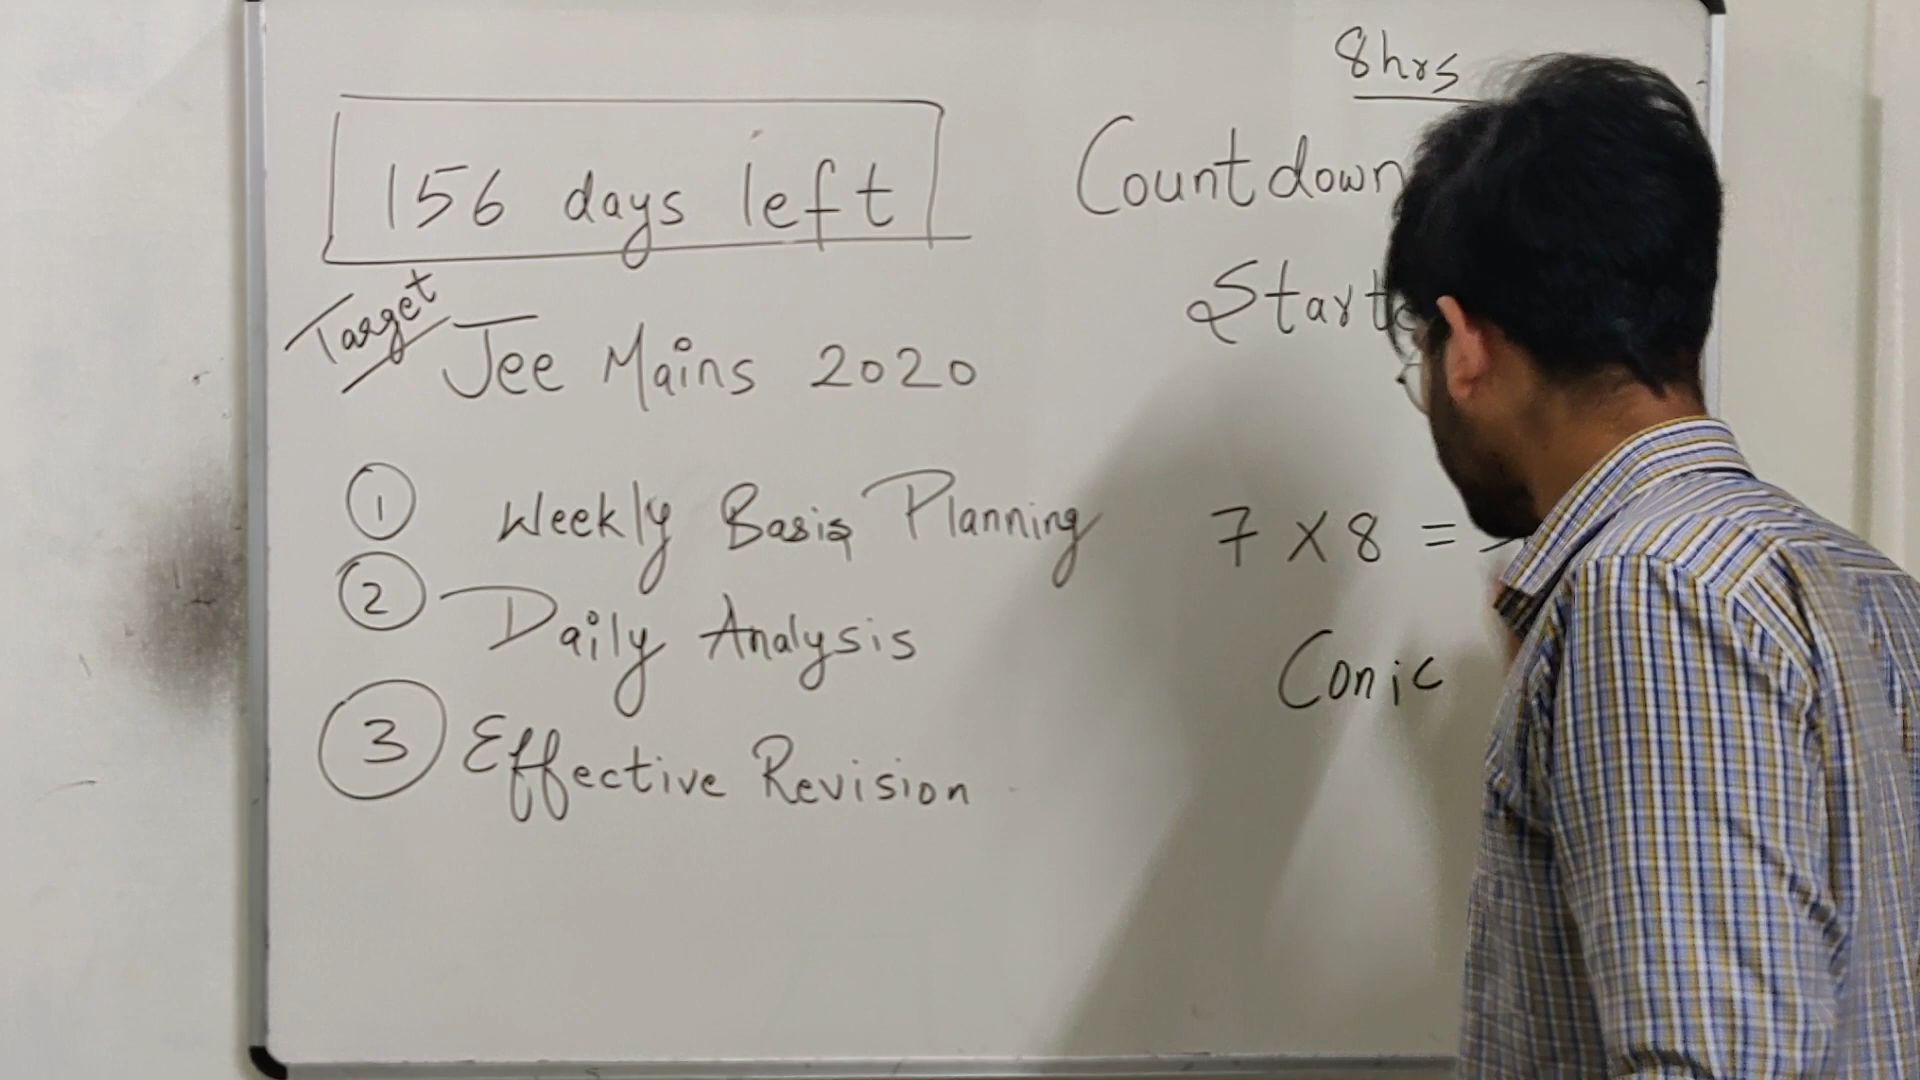 8hrs
156 days left
Countdown
Target
Jee Mains 2020
① Weekly Basis Planning
7 x 8 =
② Daily Analysis
Conic
③ Effective Revision